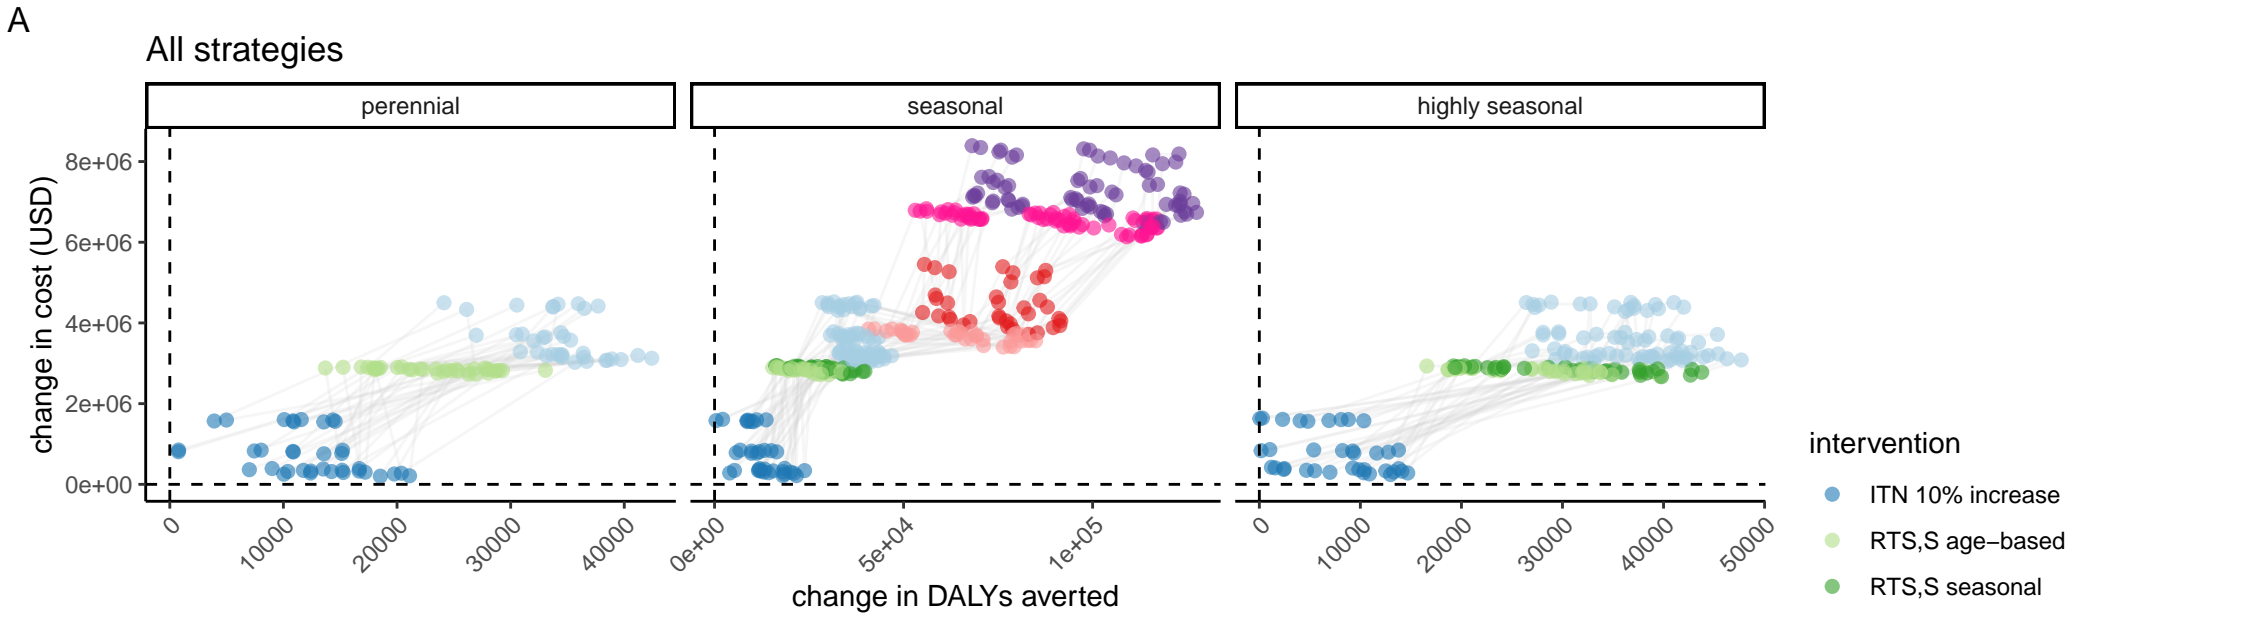 A
All strategies
perennial
seasonal
highly seasonal
change in cost (USD)
8e+06
6e+06
4e+06
2e+06
0e+00
0
10000
20000
30000
40000
0e+00
5e+04
1e+05
0
10000
20000
30000
40000
50000
change in DALYs averted
intervention
ITN 10% increase
RTS,S age−based
RTS,S seasonal